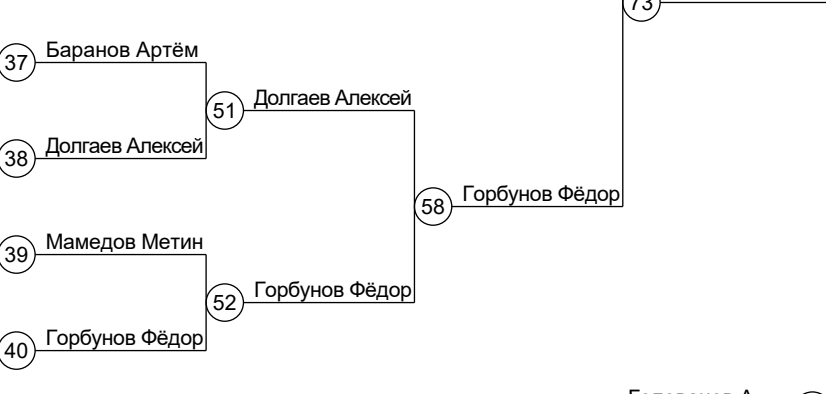 73
37 Баранов Артём
51 Долгаев Алексей
38 Долгаев Алексей
58 Горбунов Фёдор
39 Мамедов Метин
52 Горбунов Фёдор
40 Горбунов Фёдор